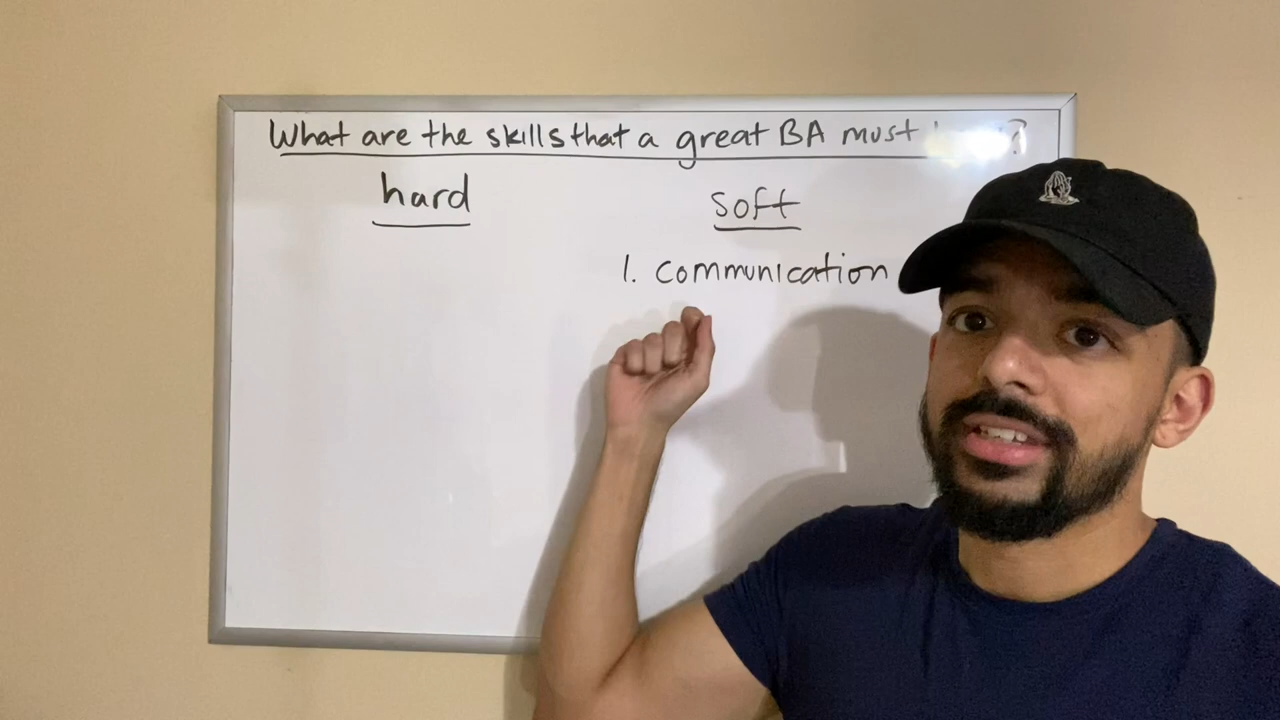 What are the skills that a great BA must ?
hard
soft
1. communication